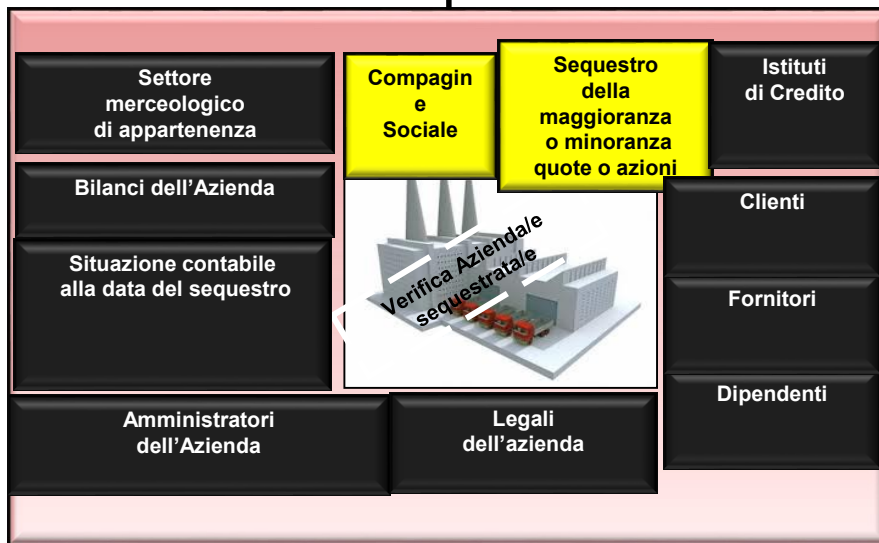 Settore
merceologico
di appartenenza
Compagin
e
Sociale
Sequestro
della
maggioranza
o minoranza
quote o azioni
Istituti
di Credito
Bilanci dell'Azienda
Clienti
Situazione contabile
alla data del sequestro
Verifica Azienda/e
sequestrata/e
Fornitori
Dipendenti
Amministratori
dell'Azienda
Legali
dell'azienda